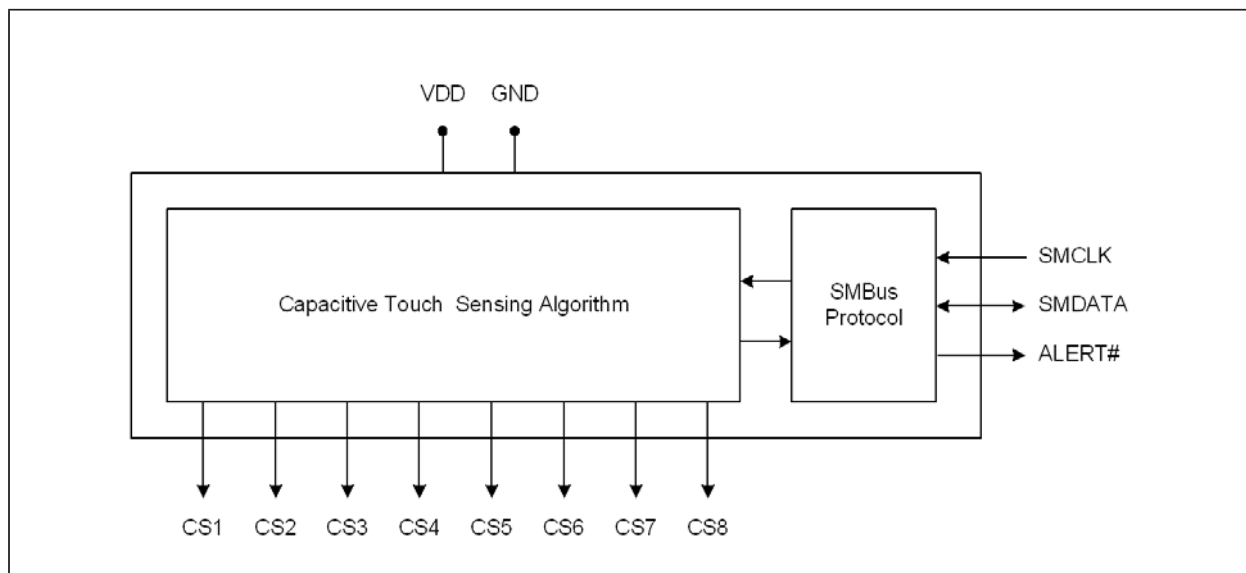 VDD GND
Capacitive Touch Sensing Algorithm
SMBus
Protocol
SMCLK
SMDATA
ALERT#
CS1 CS2 CS3 CS4 CS5 CS6 CS7 CS8